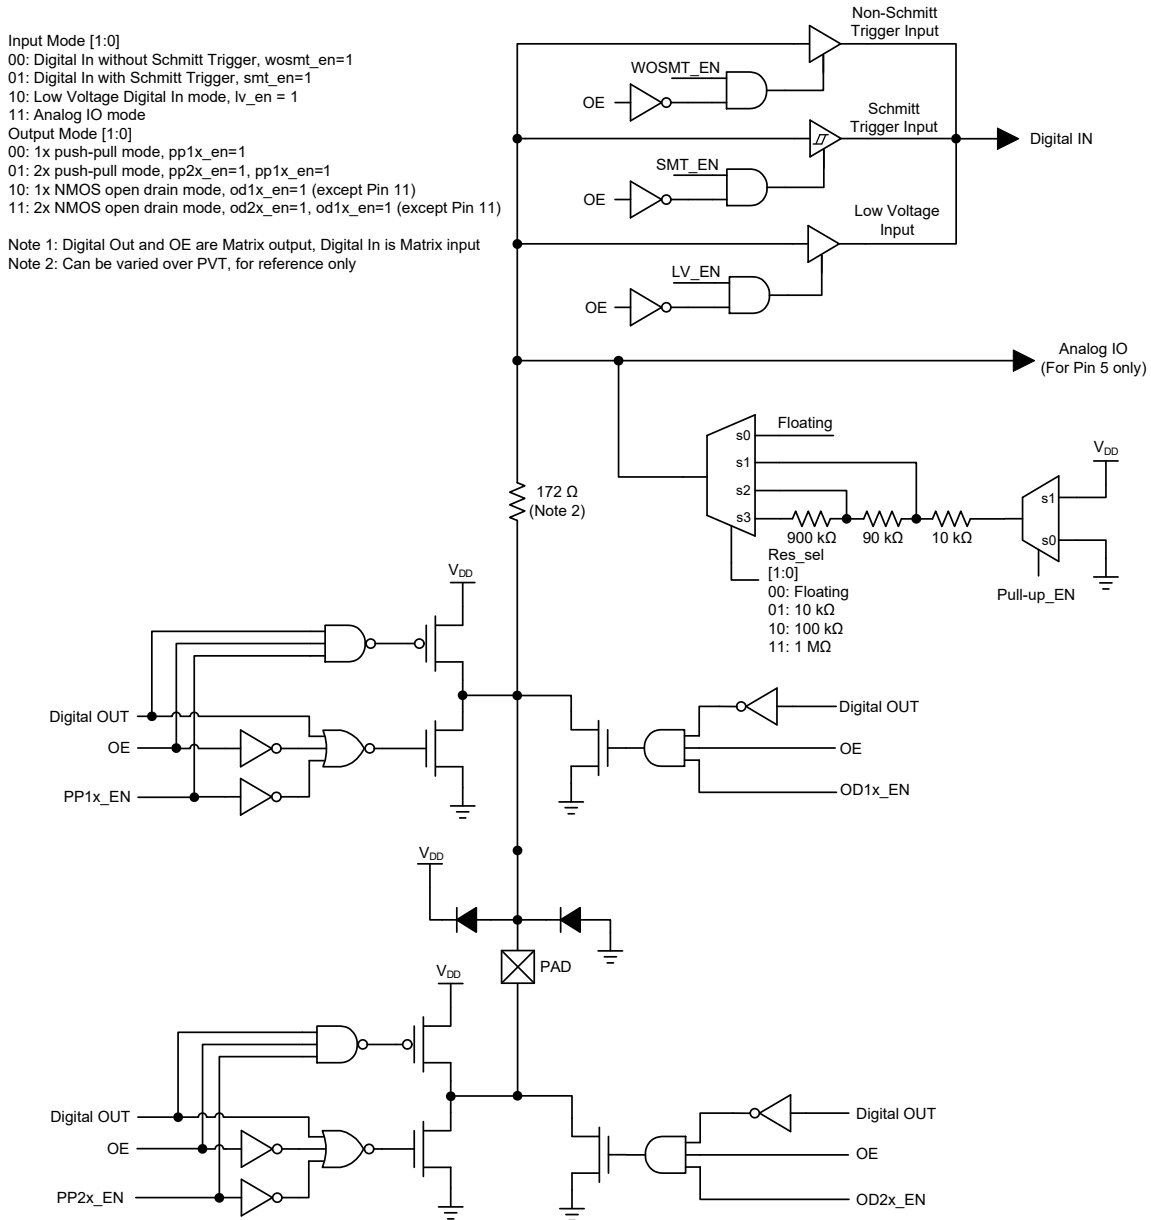 Input Mode [1:0]
00: Digital In without Schmitt Trigger, wosmt_en=1
01: Digital In with Schmitt Trigger, smt_en=1
10: Low Voltage Digital In mode, lv_en = 1
11: Analog IO mode
Output Mode [1:0]
00: 1x push-pull mode, pp1x_en=1
01: 2x push-pull mode, pp2x_en=1, pp1x_en=1
10: 1x NMOS open drain mode, od1x_en=1 (except Pin 11)
11: 2x NMOS open drain mode, od2x_en=1, od1x_en=1 (except Pin 11)
Note 1: Digital Out and OE are Matrix output, Digital In is Matrix input
Note 2: Can be varied over PVT, for reference only
Non-Schmitt
Trigger Input
WOSMT_EN
OE
Schmitt
Trigger Input
Digital IN
SMT_EN
OE
Low Voltage
Input
LV_EN
OE
Analog IO
(For Pin 5 only)
Floating
s0
s1
s2
s3
VDD
s1
s0
172 Ω
(Note 2)
900 kΩ
90 kΩ
10 kΩ
Res_sel
[1:0]
00: Floating
01: 10 kΩ
10: 100 kΩ
11: 1 MΩ
Pull-up_EN
VDD
Digital OUT
OE
PP1x_EN
Digital OUT
OE
OD1x_EN
VDD
PAD
VDD
Digital OUT
OE
PP2x_EN
Digital OUT
OE
OD2x_EN